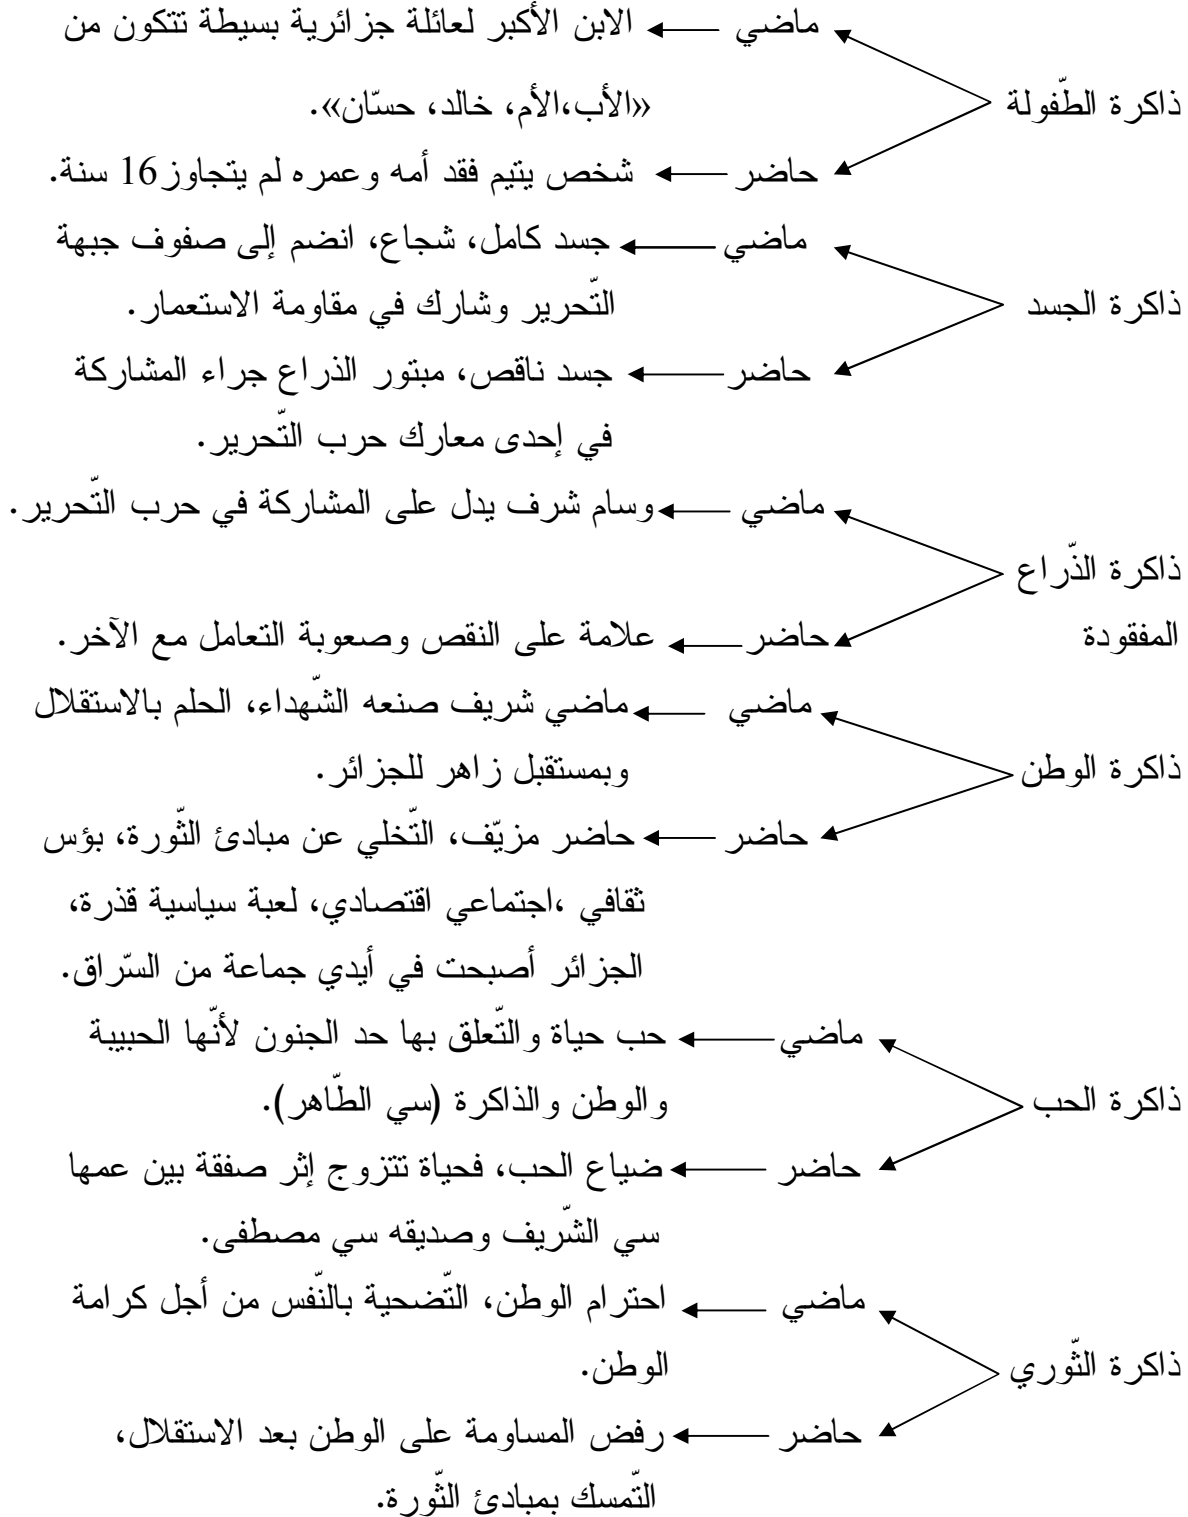 ماضي الابن الأكبر لعائلة جزائرية بسيطة تتكون من
ذاكرة الطّفولة «الأب،الأم، خالد، حسّان».
حاضر شخص يتيم فقد أمه وعمره لم يتجاوز 16 سنة.
ماضي جسد كامل، شجاع، انضم إلى صفوف جبهة
ذاكرة الجسد التّحرير وشارك في مقاومة الاستعمار.
حاضر جسد ناقص، مبتور الذراع جراء المشاركة
في إحدى معارك حرب التّحرير.
ماضي وسام شرف يدل على المشاركة في حرب التّحرير.
ذاكرة الذّراع
المفقودة حاضر علامة على النقص وصعوبة التعامل مع الآخر.
ماضي ماضي شريف صنعه الشّهداء، الحلم بالاستقلال
ذاكرة الوطن وبمستقبل زاهر للجزائر.
حاضر حاضر مزيّف، التّخلي عن مبادئ الثّورة، بؤس
ثقافي ،اجتماعي اقتصادي، لعبة سياسية قذرة،
الجزائر أصبحت في أيدي جماعة من السّراق.
ماضي حب حياة والتّعلق بها حد الجنون لأنّها الحبيبة
ذاكرة الحب والوطن والذاكرة (سي الطّاهر).
حاضر ضياع الحب، فحياة تتزوج إثر صفقة بين عمها
سي الشّريف وصديقه سي مصطفى.
ماضي احترام الوطن، التّضحية بالنّفس من أجل كرامة
ذاكرة الثّوري الوطن.
حاضر رفض المساومة على الوطن بعد الاستقلال،
التّمسك بمبادئ الثّورة.